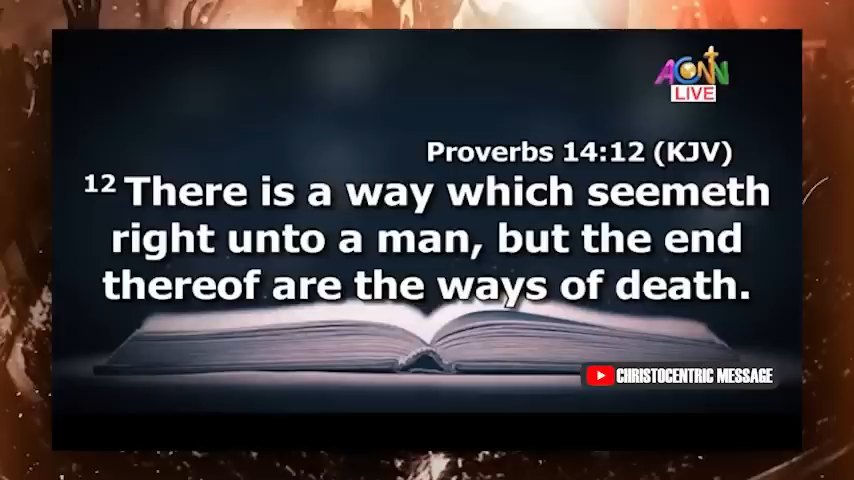 ACNN
LIVE
Proverbs 14:12 (KJV)
12 There is a way which seemeth
right unto a man, but the end
thereof are the ways of death.
CHRISTOCENTRIC MESSAGE